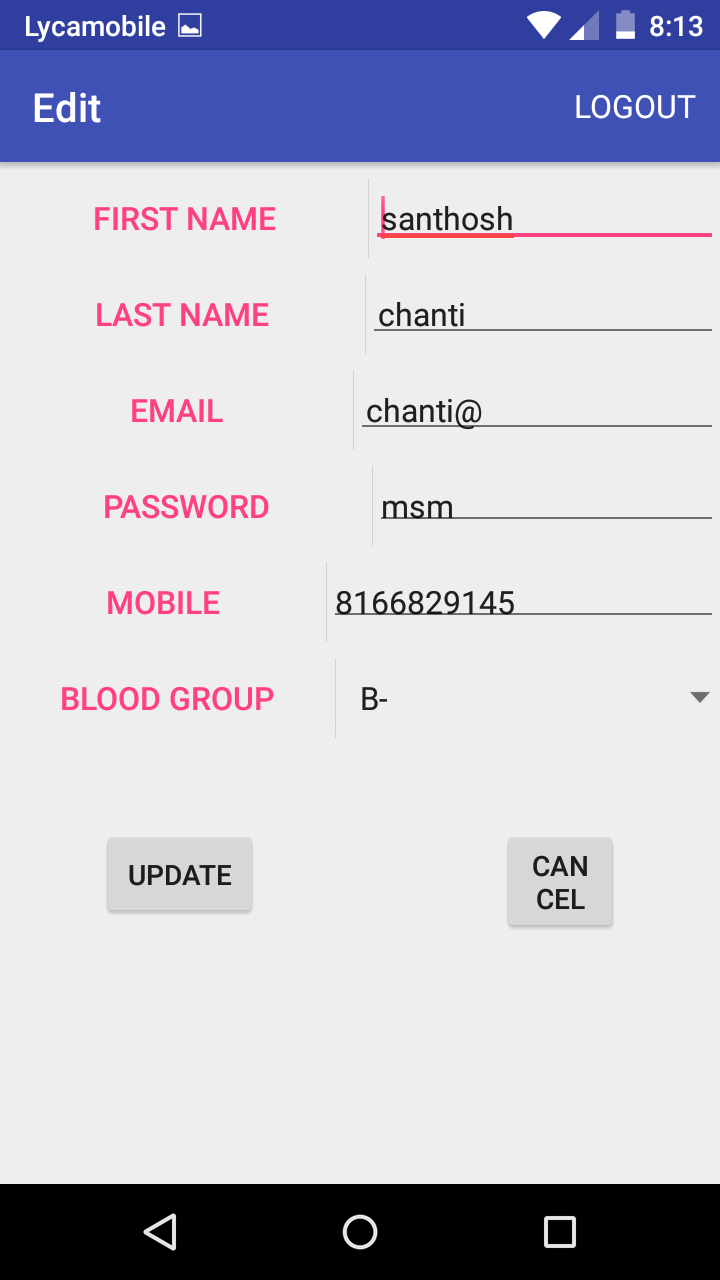 Lycamobile 8:13
Edit LOGOUT
FIRST NAME santhosh
LAST NAME chanti
EMAIL chanti@
PASSWORD msm
MOBILE 8166829145
BLOOD GROUP B-
UPDATE
CAN
CEL